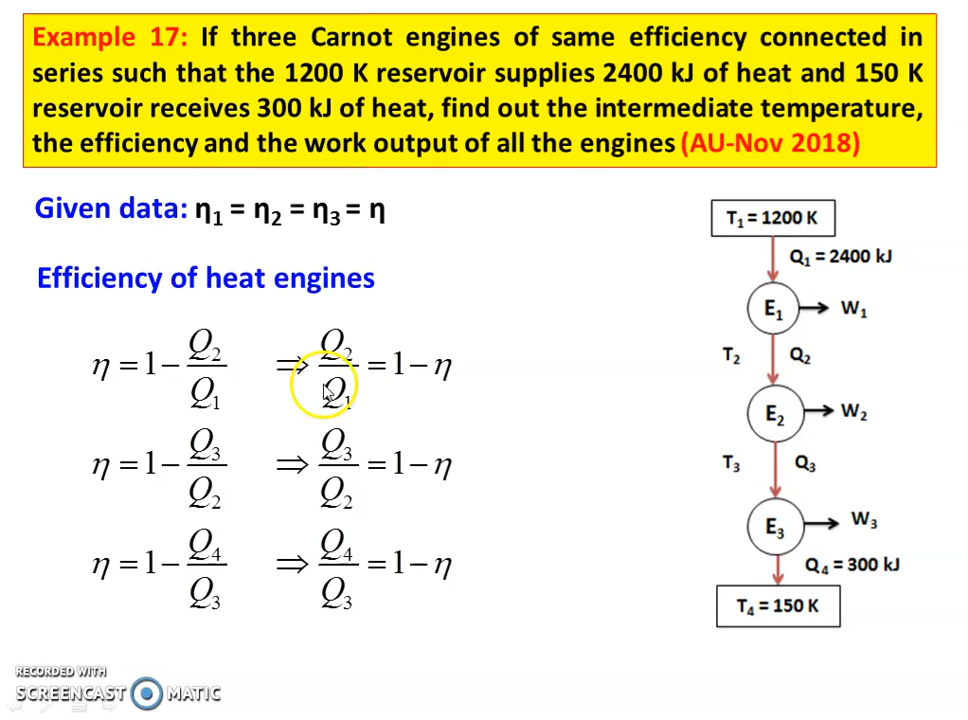 Example 17: If three Carnot engines of same efficiency connected in
series such that the 1200 K reservoir supplies 2400 kJ of heat and 150 K
reservoir receives 300 kJ of heat, find out the intermediate temperature,
the efficiency and the work output of all the engines (AU-Nov 2018)
Given data: η₁ = η₂ = η₃ = η
Efficiency of heat engines
η = 1 − Q₂/Q₁ ⇒ Q₂/Q₁ = 1 − η
η = 1 − Q₃/Q₂ ⇒ Q₃/Q₂ = 1 − η
η = 1 − Q₄/Q₃ ⇒ Q₄/Q₃ = 1 − η
T₁ = 1200 K
Q₁ = 2400 kJ
E₁ W₁
T₂ Q₂
E₂ W₂
T₃ Q₃
E₃ W₃
Q₄ = 300 kJ
T₄ = 150 K
RECORDED WITH
SCREENCAST MATIC